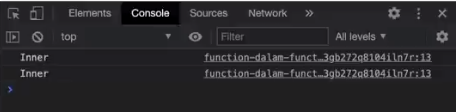 Elements Console Sources Network »
top Filter All levels
Inner function-dalam-funct…3gb272q8104iln7r:13
Inner function-dalam-funct…3gb272q8104iln7r:13
>